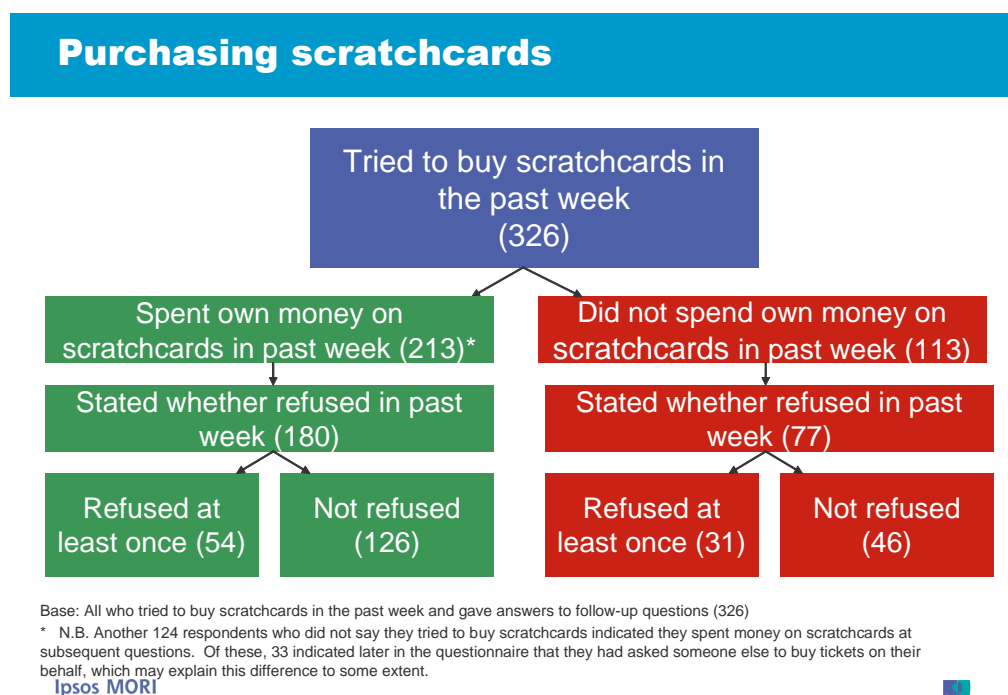 Purchasing scratchcards
Tried to buy scratchcards in
the past week
(326)
Spent own money on
scratchcards in past week (213)*
Did not spend own money on
scratchcards in past week (113)
Stated whether refused in past
week (180)
Stated whether refused in past
week (77)
Refused at
least once (54)
Not refused
(126)
Refused at
least once (31)
Not refused
(46)
Base: All who tried to buy scratchcards in the past week and gave answers to follow-up questions (326)
* N.B. Another 124 respondents who did not say they tried to buy scratchcards indicated they spent money on scratchcards at
subsequent questions. Of these, 33 indicated later in the questionnaire that they had asked someone else to buy tickets on their
behalf, which may explain this difference to some extent.
Ipsos MORI